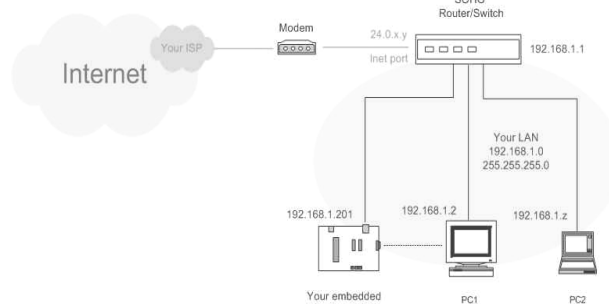 SOHO
Router/Switch
Modem
24.0.x.y
Your ISP
192.168.1.1
Inet port
Internet
Your LAN
192.168.1.0
255.255.255.0
192.168.1.201
192.168.1.2
192.168.1.z
Your embedded
PC1
PC2